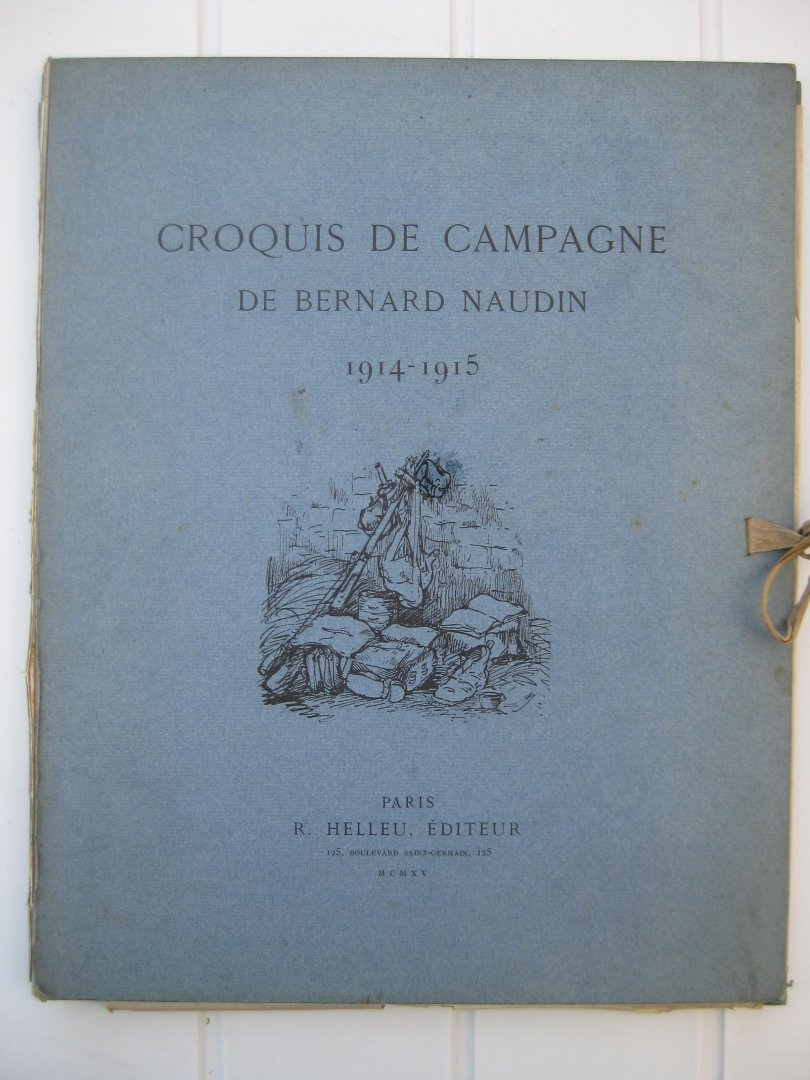 CROQUIS DE CAMPAGNE
DE BERNARD NAUDIN
1914-1915
PARIS
R. HELLEU, ÉDITEUR
125, BOULEVARD SAINT-GERMAIN, 125
MCMXV